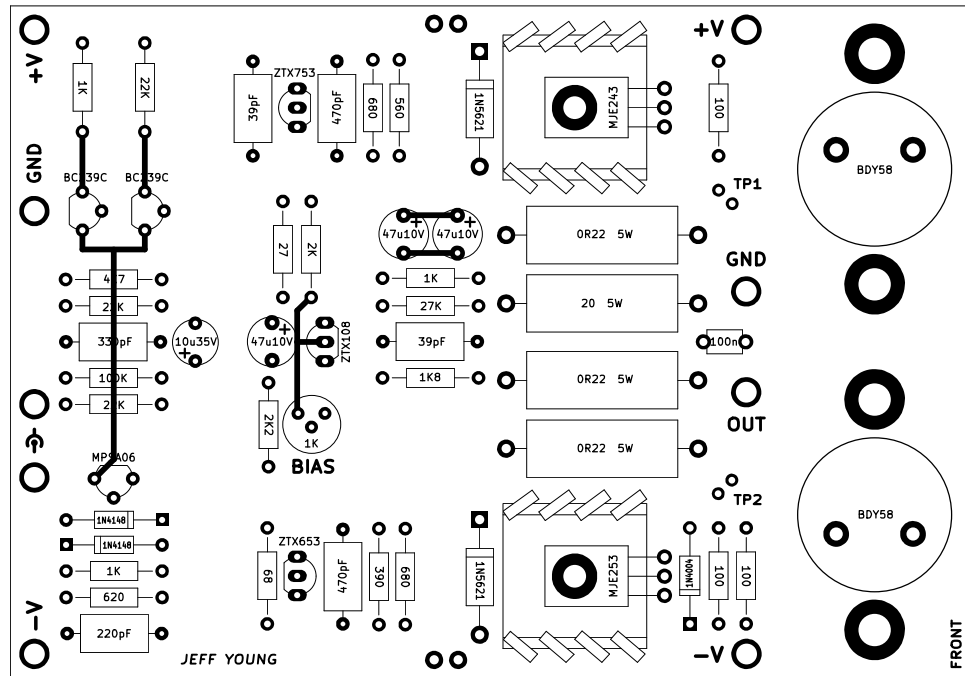 +V
1K
22K
GND
BC239C
BC239C
4K7
22K
330pF
10u35V
+
100K
MPSA06
1N4148
1N4148
1K
620
220pF
-V
JEFF YOUNG
39pF
ZTX753
470pF
680
560
27
2K
47u10V
+
ZTX108
2K2
1K
BIAS
47u10V
+
47u10V
+
1K
27K
39pF
1K8
68
ZTX653
470pF
390
680
1N5621
MJE243
+V
100
TP1
0R22 5W
GND
20 5W
100n
0R22 5W
OUT
0R22 5W
TP2
1N5621
MJE253
1N4004
100
100
-V
BDY58
BDY58
FRONT